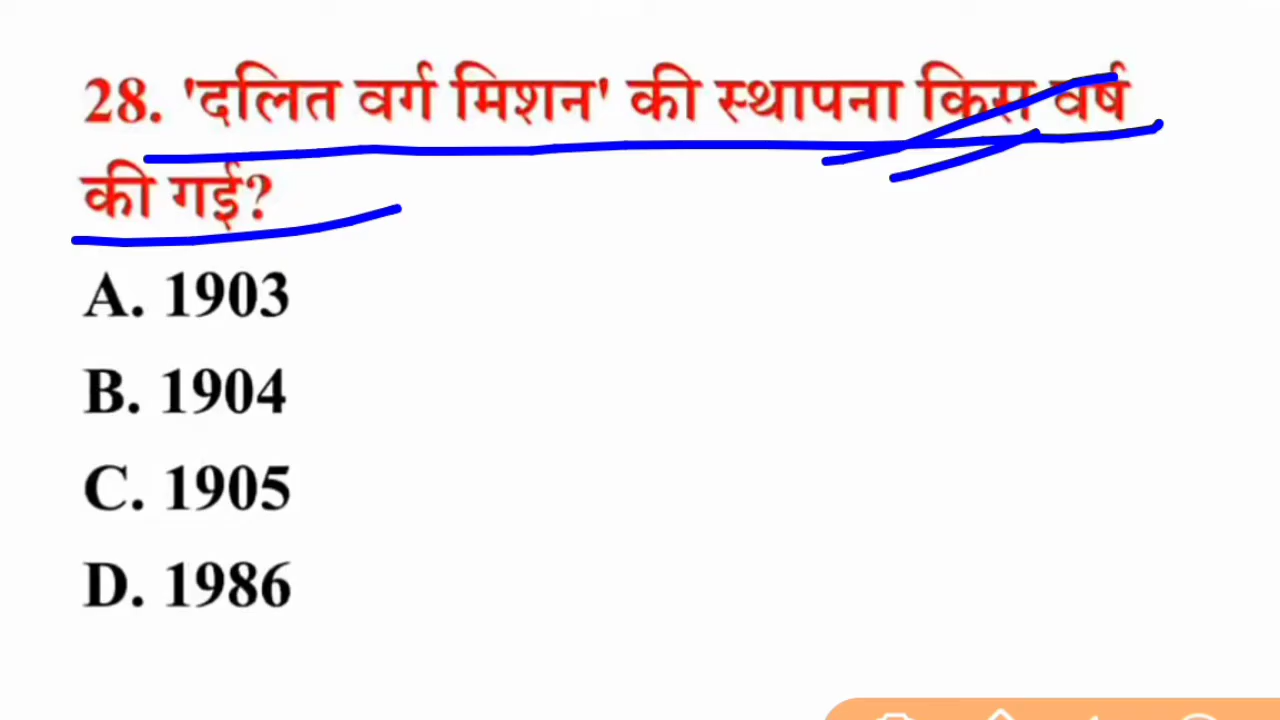 28. 'दलित वर्ग मिशन' की स्थापना किस वर्ष
की गई?
A. 1903
B. 1904
C. 1905
D. 1986